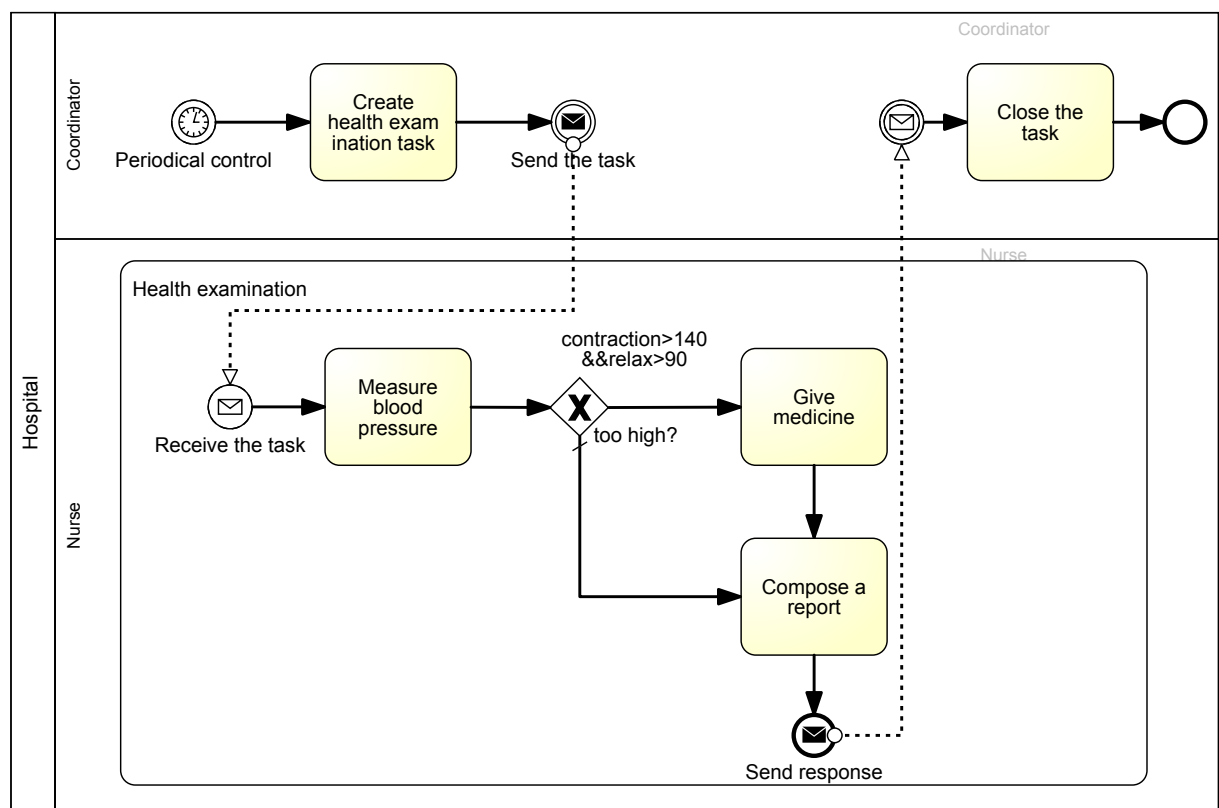 Coordinator
Coordinator
Periodical control
Create
health exam
ination task
Send the task
Close the
task
Hospital
Nurse
Nurse
Health examination
Receive the task
Measure
blood
pressure
contraction>140
&&relax>90
too high?
Give
medicine
Compose a
report
Send response